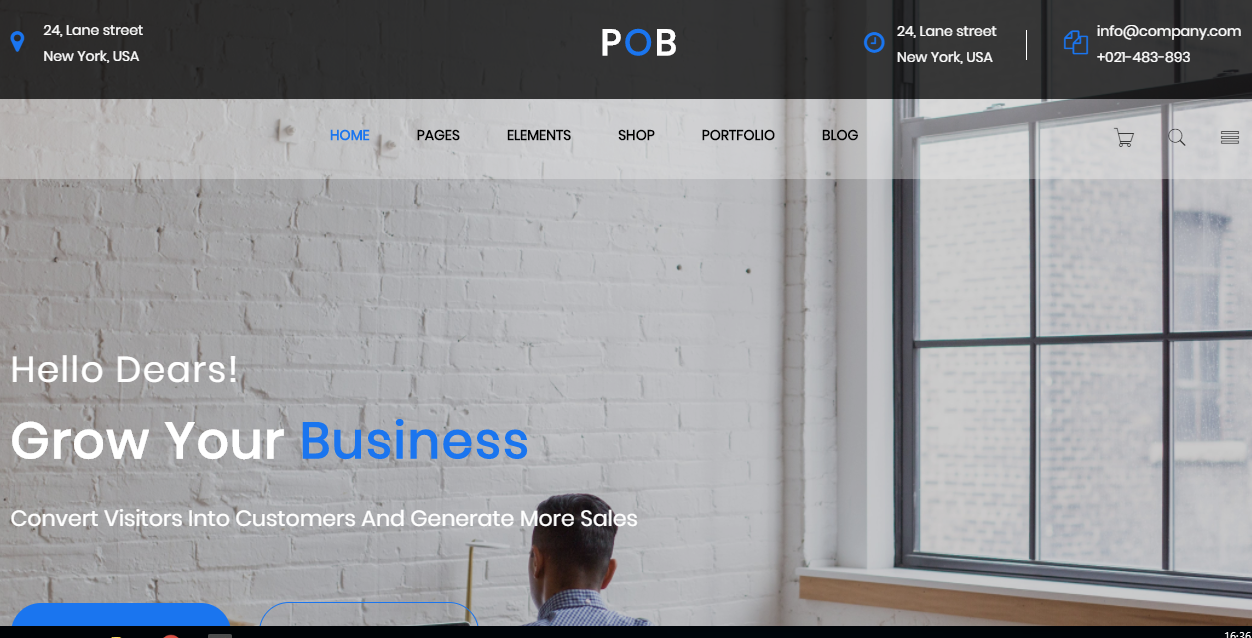 24, Lane street
New York, USA
POB
24, Lane street
New York, USA
info@company.com
+021-483-893
HOME PAGES ELEMENTS SHOP PORTFOLIO BLOG
Hello Dears!
Grow Your Business
Convert Visitors Into Customers And Generate More Sales